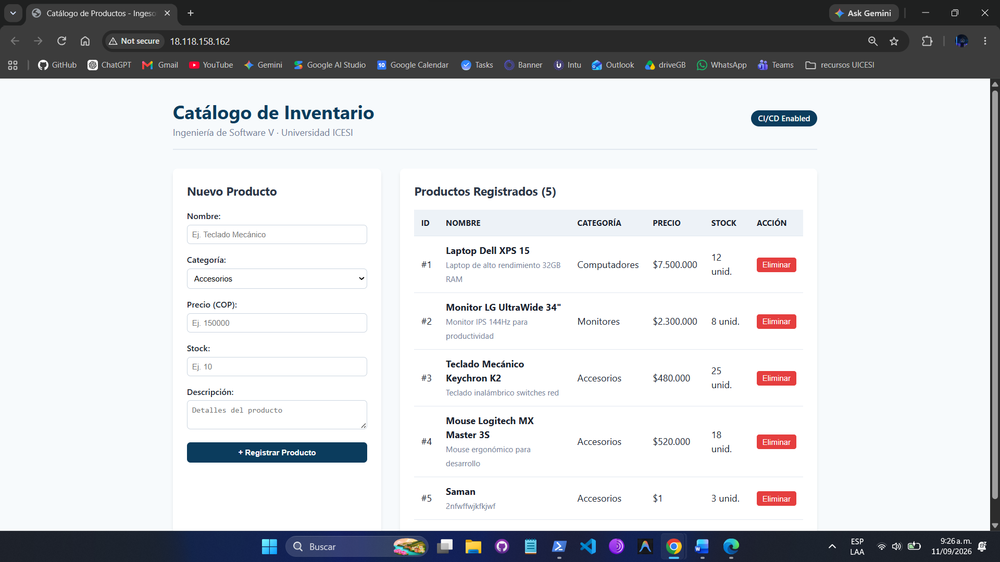 Catálogo de Productos - Ingeso
Ask Gemini
Not secure
18.118.158.162
GitHub
ChatGPT
Gmail
YouTube
Gemini
Google AI Studio
10
Google Calendar
Tasks
Banner
Intu
Outlook
driveGB
WhatsApp
Teams
recursos UICESI
Catálogo de Inventario
Ingeniería de Software V · Universidad ICESI
CI/CD Enabled
Nuevo Producto
Nombre:
Ej. Teclado Mecánico
Categoría:
Accesorios
Precio (COP):
Ej. 150000
Stock:
Ej. 10
Descripción:
Detalles del producto
+ Registrar Producto
Productos Registrados (5)
ID NOMBRE CATEGORÍA PRECIO STOCK ACCIÓN
#1
Laptop Dell XPS 15
Laptop de alto rendimiento 32GB
RAM
Computadores
$7.500.000
12
unid.
Eliminar
#2
Monitor LG UltraWide 34"
Monitor IPS 144Hz para
productividad
Monitores
$2.300.000
8 unid.
Eliminar
#3
Teclado Mecánico
Keychron K2
Teclado inalámbrico switches red
Accesorios
$480.000
25
unid.
Eliminar
#4
Mouse Logitech MX
Master 3S
Mouse ergonómico para
desarrollo
Accesorios
$520.000
18
unid.
Eliminar
#5
Saman
2nfwffwjkfkjwf
Accesorios
$1
3 unid.
Eliminar
Buscar
ESP
LAA
9:26 a. m.
11/09/2026